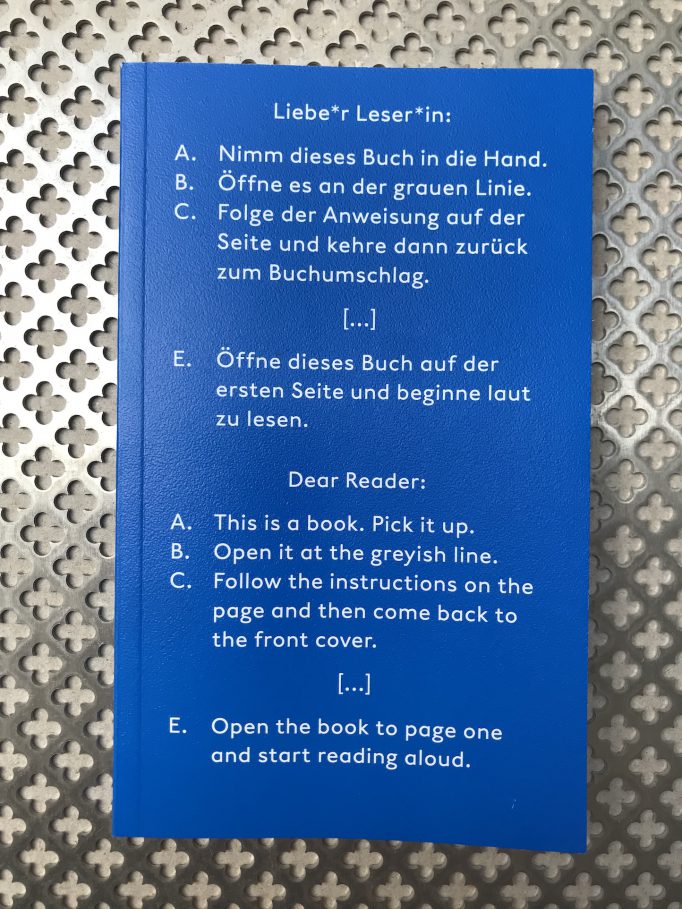 Liebe*r Leser*in:
A. Nimm dieses Buch in die Hand.
B. Öffne es an der grauen Linie.
C. Folge der Anweisung auf der
Seite und kehre dann zurück
zum Buchumschlag.
[...]
E. Öffne dieses Buch auf der
ersten Seite und beginne laut
zu lesen.
Dear Reader:
A. This is a book. Pick it up.
B. Open it at the greyish line.
C. Follow the instructions on the
page and then come back to
the front cover.
[...]
E. Open the book to page one
and start reading aloud.